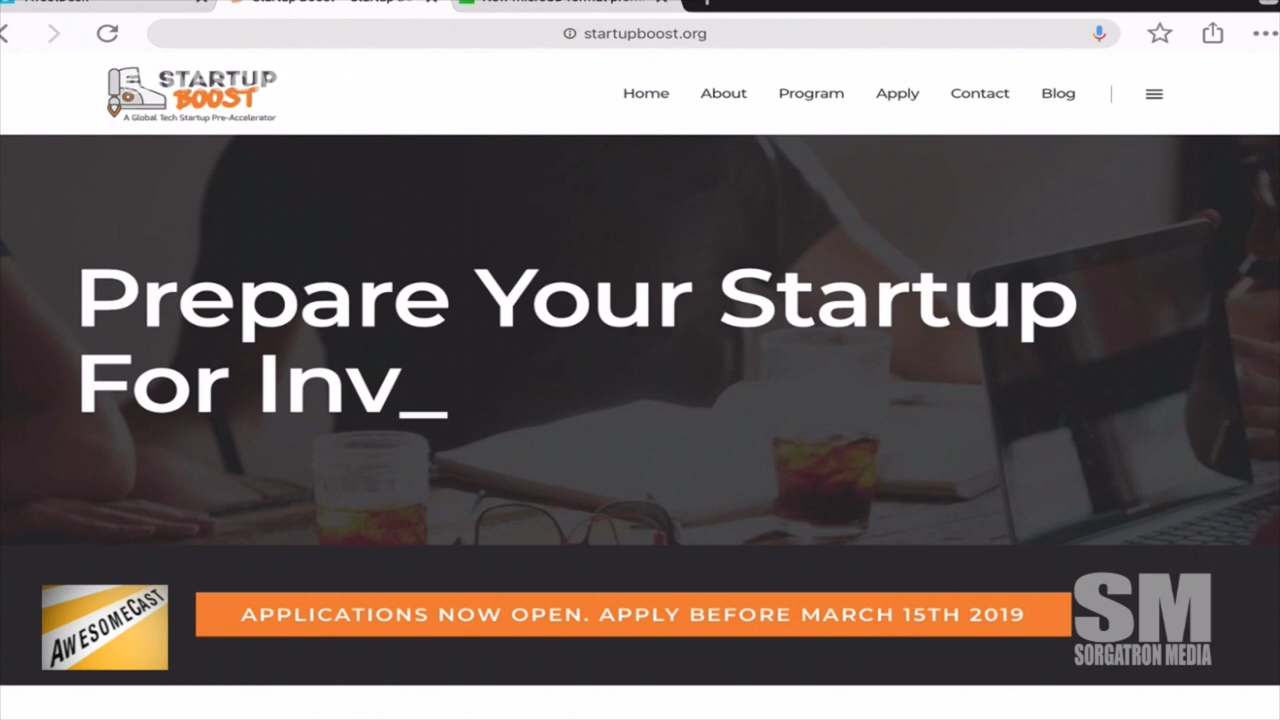 startupboost.org
STARTUP
BOOST
A Global Tech Startup Pre-Accelerator
Home About Program Apply Contact Blog
Prepare Your Startup
For Inv_
APPLICATIONS NOW OPEN. APPLY BEFORE MARCH 15TH 2019
AWESOMECAST
SM
SORGATRON MEDIA